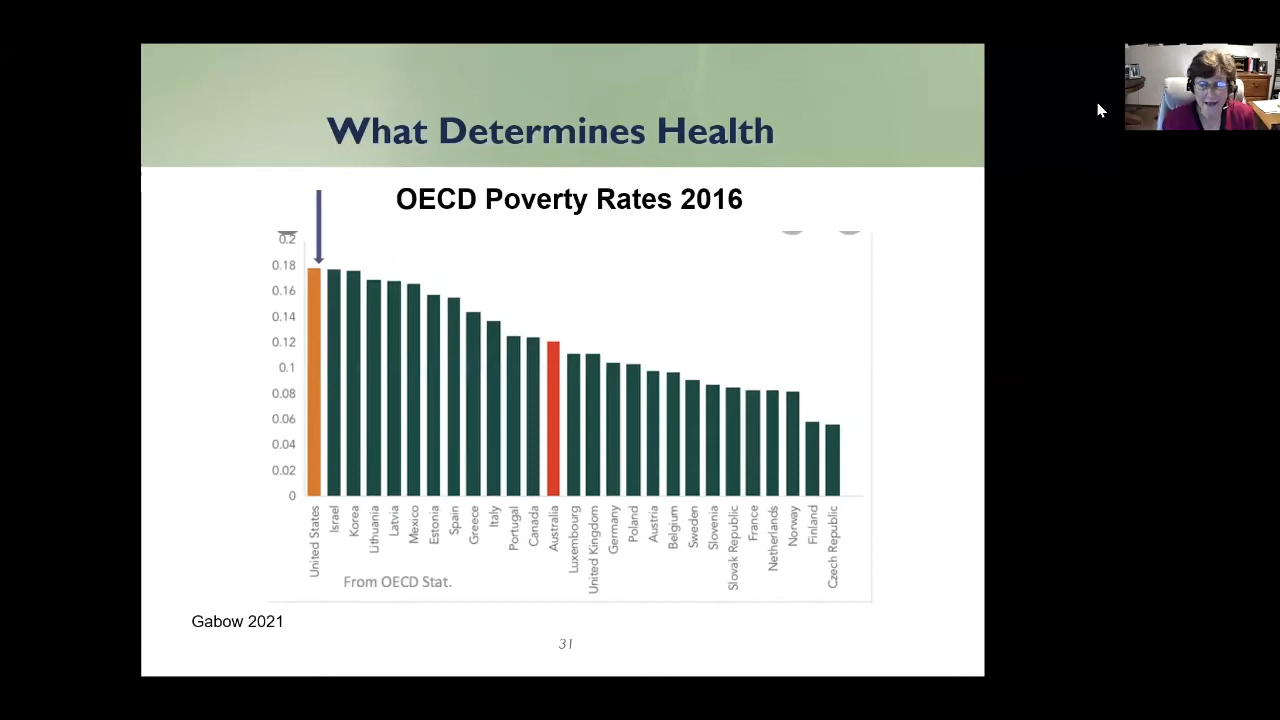 What Determines Health
OECD Poverty Rates 2016
0.2
0.18
0.16
0.14
0.12
0.1
0.08
0.06
0.04
0.02
0
United States
Israel
Korea
Lithuania
Latvia
Mexico
Estonia
Spain
Greece
Italy
Portugal
Canada
Australia
Luxembourg
United Kingdom
Germany
Poland
Austria
Belgium
Sweden
Slovenia
Slovak Republic
France
Netherlands
Norway
Finland
Czech Republic
From OECD Stat.
Gabow 2021
31